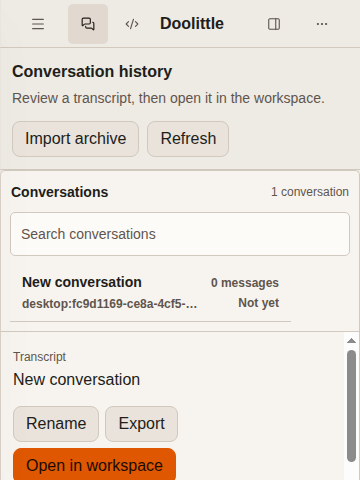 Doolittle
Conversation history
Review a transcript, then open it in the workspace.
Import archive
Refresh
Conversations
1 conversation
Search conversations
New conversation
0 messages
desktop:fc9d1169-ce8a-4cf5-…
Not yet
Transcript
New conversation
Rename
Export
Open in workspace